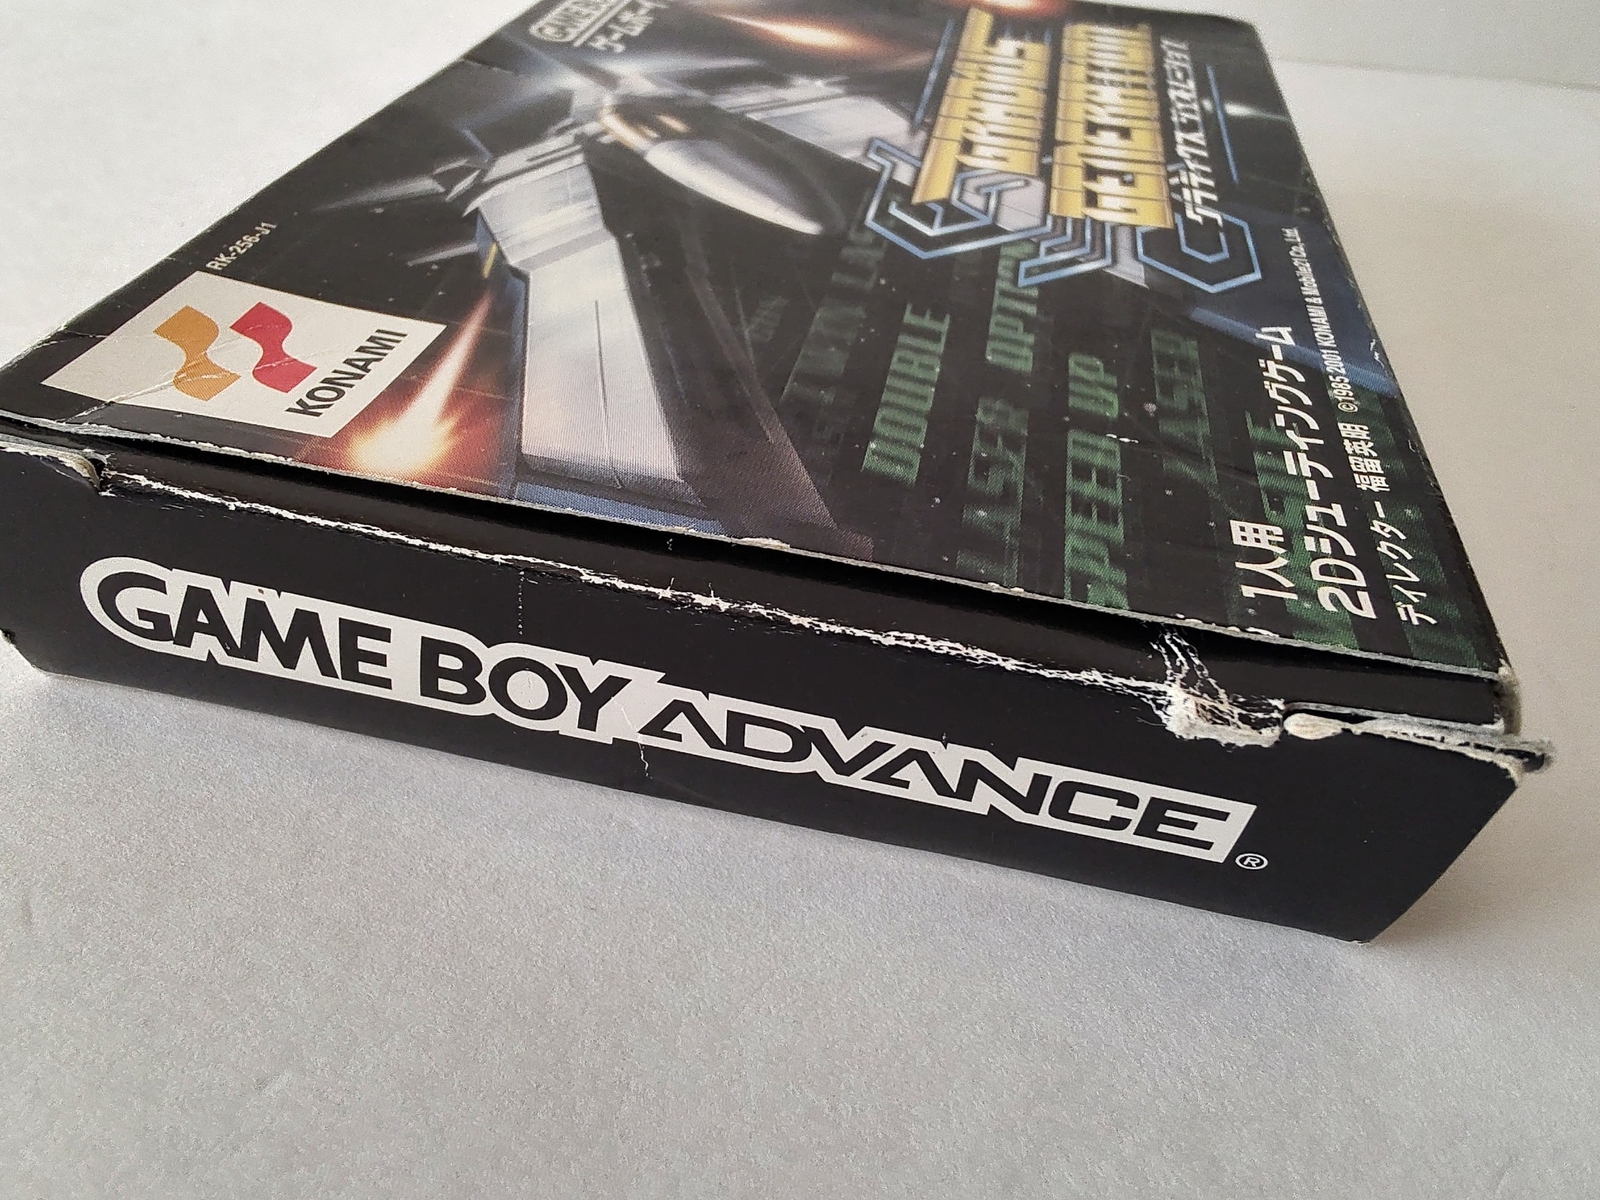 GRADIUS
GENERATION
グラディウスジェネレーション
RK-256-J1
KONAMI
DOUBLE
OPTION
LASER
SPEED UP
LASER
1人用
2Dシューティングゲーム
ディレクター 福留英明 ©1985 2001 KONAMI & Mobile21 Co., Ltd.
GAME BOY ADVANCE®